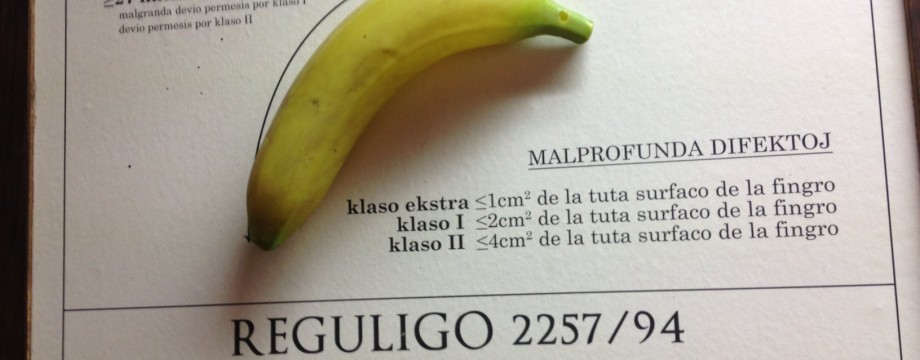 malgranda devio permesis por klaso I
devio permesis por klaso II
MALPROFUNDA DIFEKTOJ
klaso ekstra ≤1cm² de la tuta surfaco de la fingro
klaso I ≤2cm² de la tuta surfaco de la fingro
klaso II ≤4cm² de la tuta surfaco de la fingro
REGULIGO 2257/94